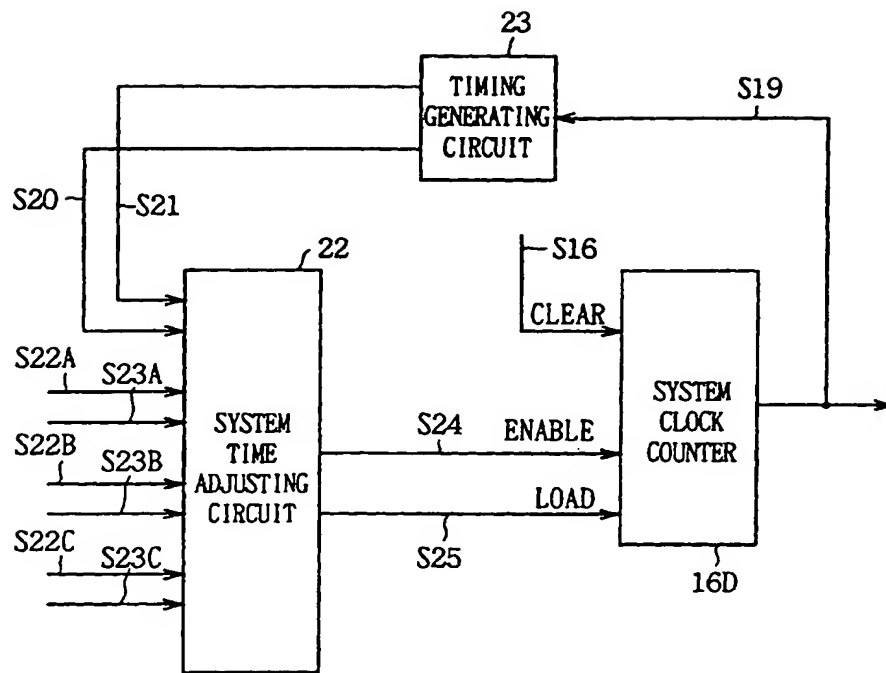 23
TIMING
GENERATING
CIRCUIT
S19
S20
S21
22
S16
CLEAR
S22A
S23A
S22B
S23B
S22C
S23C
SYSTEM
TIME
ADJUSTING
CIRCUIT
S24
ENABLE
S25
LOAD
SYSTEM
CLOCK
COUNTER
16D